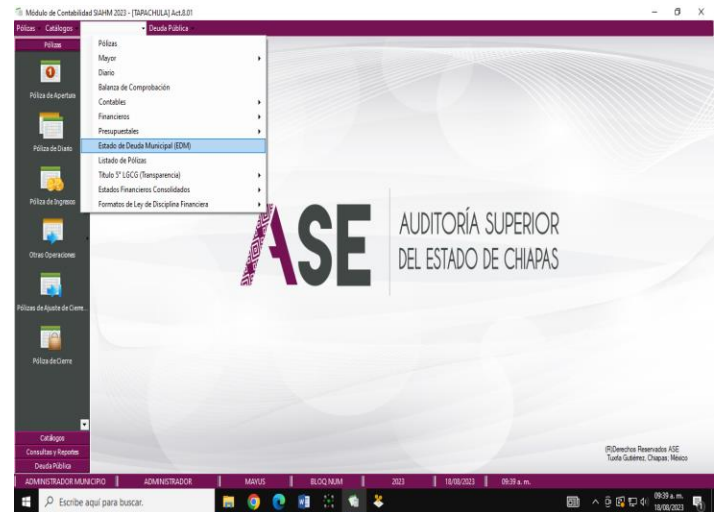 Módulo de Contabilidad SIAHM 2023 - [TAPACHULA] Act.8.01
Pólizas Catálogos Deuda Pública
Pólizas
Póliza de Apertura
Póliza de Diario
Póliza de Ingresos
Otras Operaciones
Pólizas de Ajuste de Cierre...
Póliza de Cierre
Catálogos
Consultas y Reportes
Deuda Pública
Pólizas
Mayor
Diario
Balanza de Comprobación
Contables
Financieros
Presupuestales
Estado de Deuda Municipal (EDM)
Listado de Pólizas
Título 5° LGCG (Transparencia)
Estados Financieros Consolidados
Formatos de Ley de Disciplina Financiera
ASE
AUDITORÍA SUPERIOR
DEL ESTADO DE CHIAPAS
(R)Derechos Reservados ASE
Tuxtla Gutiérrez, Chiapas; México
ADMINISTRADOR MUNICIPIO ADMINISTRADOR MAYUS BLOQ NUM 2023 18/08/2023 09:39 a. m.
Escribe aquí para buscar.
09:39 a. m.
18/08/2023